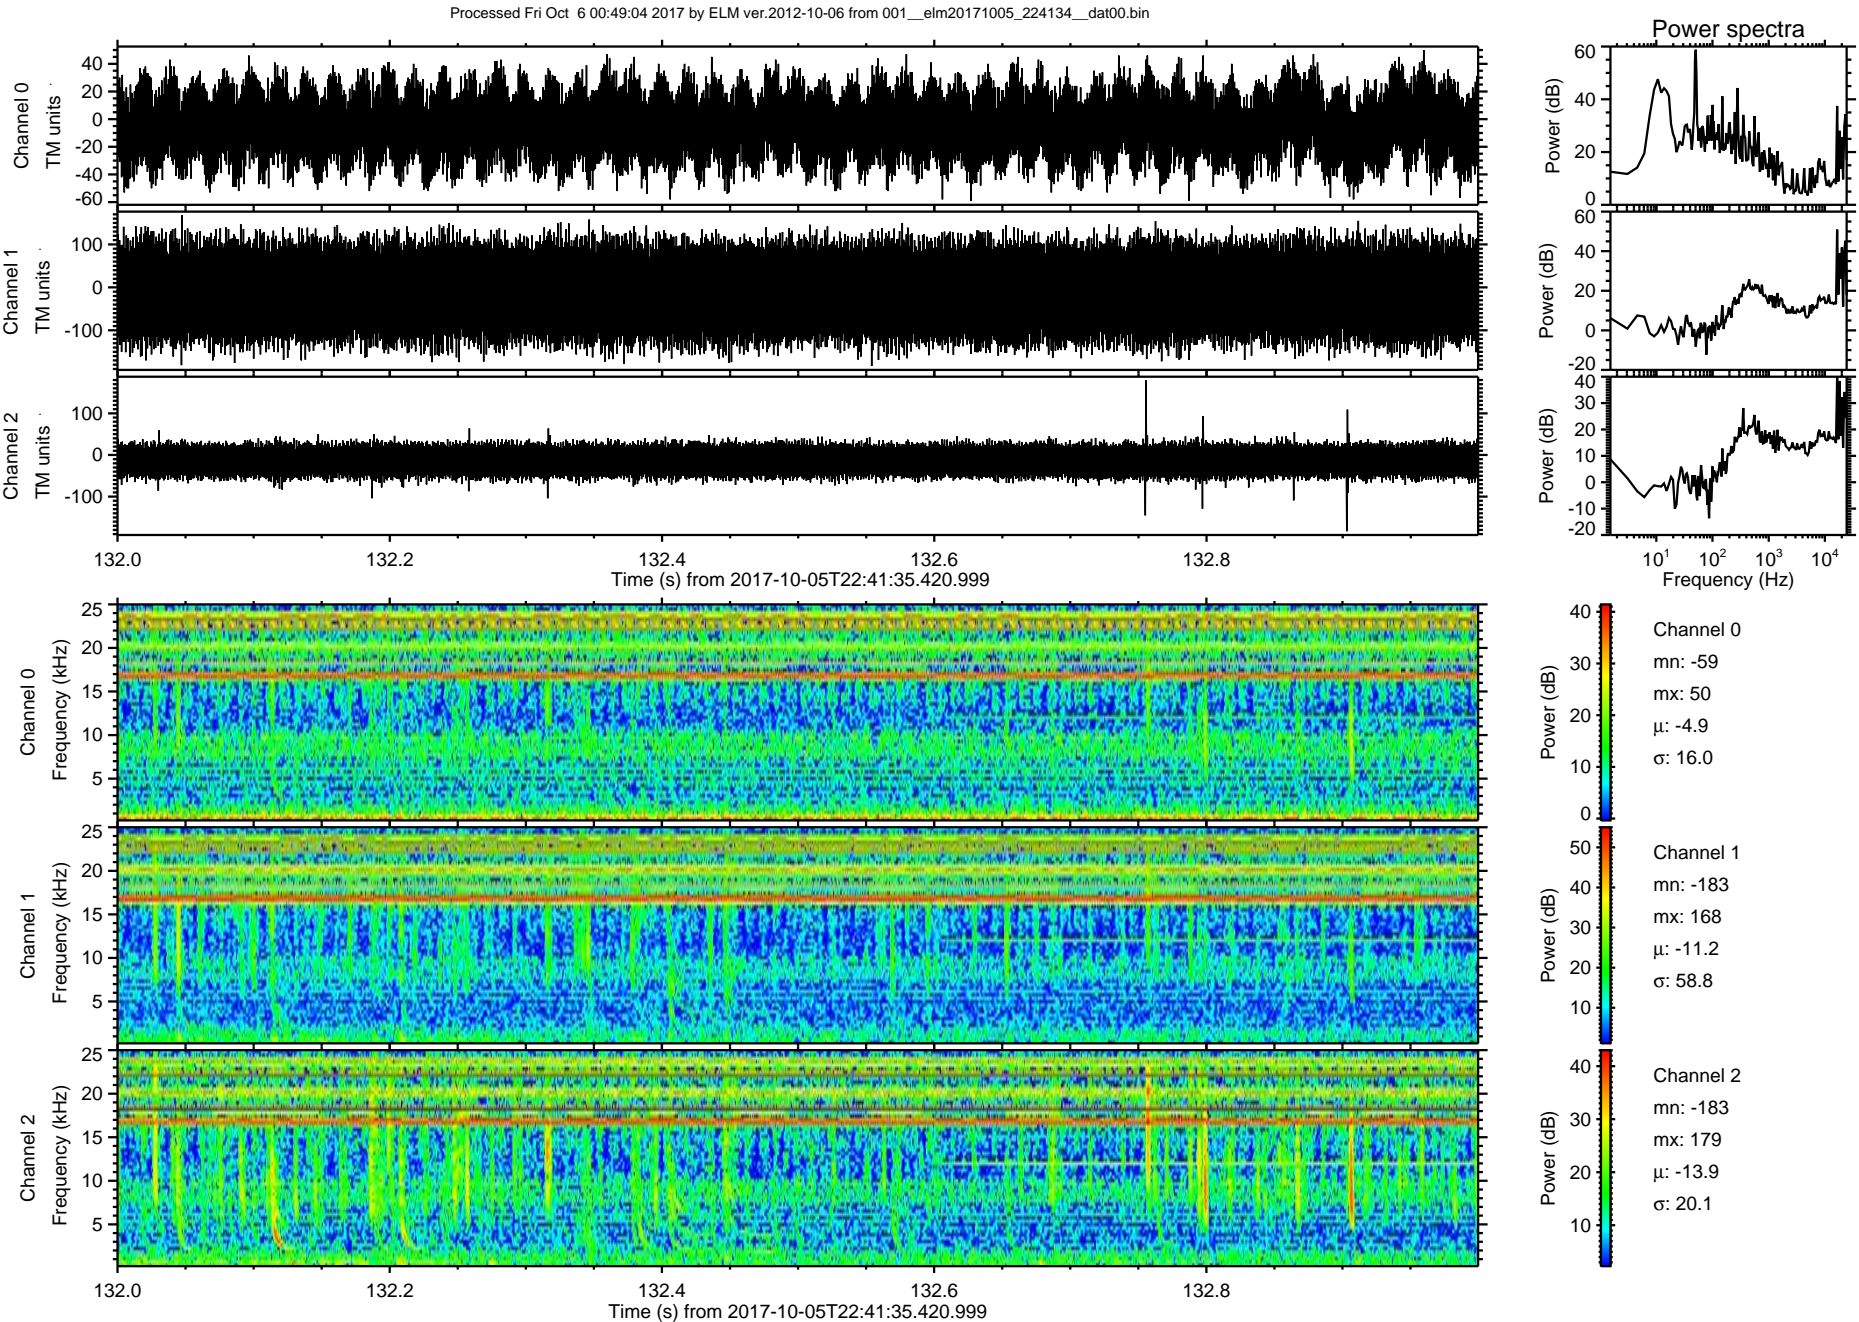 Processed Fri Oct  6 00:49:04 2017 by ELM ver.2012-10-06 from 001__elm20171005_224134__dat00.bin
Power spectra
Channel 0
TM units
40
20
0
-20
-40
-60
Power (dB)
60
40
20
0
Channel 1
TM units
100
0
-100
Power (dB)
60
40
20
0
-20
Channel 2
TM units
100
0
-100
Power (dB)
40
30
20
10
0
-10
-20
132.0 132.2 132.4 132.6 132.8
Time (s) from 2017-10-05T22:41:35.420.999
10^1 10^2 10^3 10^4
Frequency (Hz)
Channel 0
Frequency (kHz)
25
20
15
10
5
Power (dB)
40
30
20
10
0
Channel 0
mn: -59
mx: 50
μ: -4.9
σ: 16.0
Channel 1
Frequency (kHz)
25
20
15
10
5
Power (dB)
50
40
30
20
10
Channel 1
mn: -183
mx: 168
μ: -11.2
σ: 58.8
Channel 2
Frequency (kHz)
25
20
15
10
5
Power (dB)
40
30
20
10
Channel 2
mn: -183
mx: 179
μ: -13.9
σ: 20.1
132.0 132.2 132.4 132.6 132.8
Time (s) from 2017-10-05T22:41:35.420.999